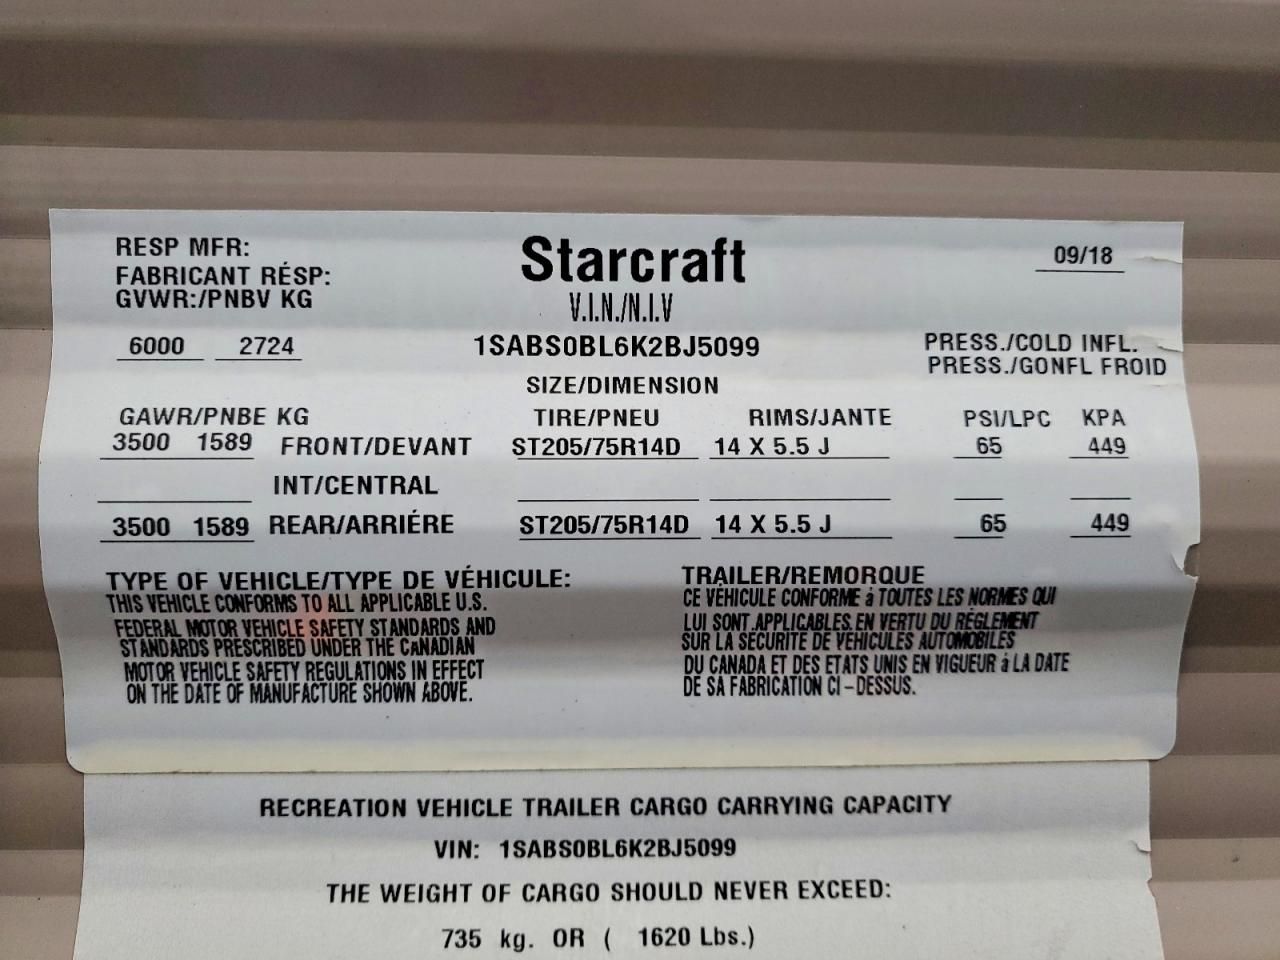 RESP MFR: Starcraft 09/18
FABRICANT RÉSP:
GVWR:/PNBV KG V.I.N./N.I.V
6000 2724 1SABS0BL6K2BJ5099 PRESS./COLD INFL.
PRESS./GONFL FROID
SIZE/DIMENSION
GAWR/PNBE KG TIRE/PNEU RIMS/JANTE PSI/LPC KPA
3500 1589 FRONT/DEVANT ST205/75R14D 14 X 5.5 J 65 449
INT/CENTRAL
3500 1589 REAR/ARRIÉRE ST205/75R14D 14 X 5.5 J 65 449
TYPE OF VEHICLE/TYPE DE VÉHICULE: TRAILER/REMORQUE
THIS VEHICLE CONFORMS TO ALL APPLICABLE U.S.
FEDERAL MOTOR VEHICLE SAFETY STANDARDS AND
STANDARDS PRESCRIBED UNDER THE CANADIAN
MOTOR VEHICLE SAFETY REGULATIONS IN EFFECT
ON THE DATE OF MANUFACTURE SHOWN ABOVE.
CE VÉHICULE CONFORME à TOUTES LES NORMES QUI
LUI SONT APPLICABLES EN VERTU DU RÉGLEMENT
SUR LA SÉCURITÉ DE VÉHICULES AUTOMOBILES
DU CANADA ET DES ETATS UNIS EN VIGUEUR à LA DATE
DE SA FABRICATION CI-DESSUS.
RECREATION VEHICLE TRAILER CARGO CARRYING CAPACITY
VIN: 1SABS0BL6K2BJ5099
THE WEIGHT OF CARGO SHOULD NEVER EXCEED:
735 kg. OR ( 1620 Lbs.)